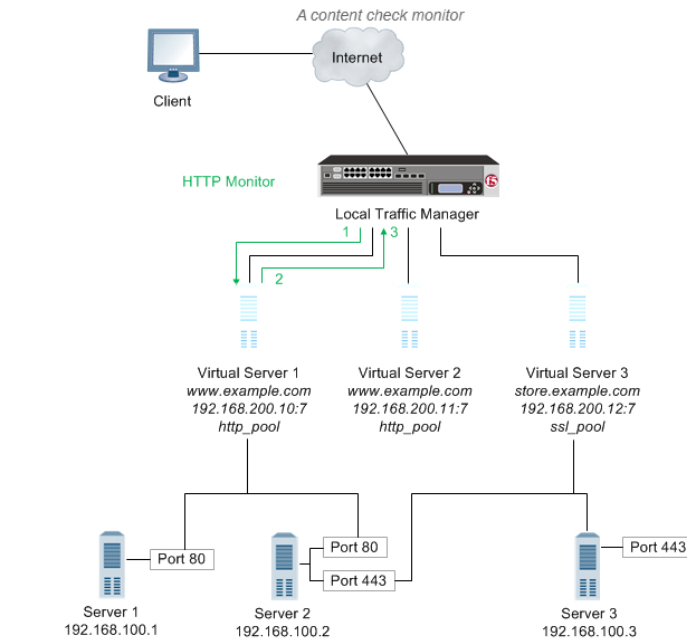 A content check monitor
Internet
Client
HTTP Monitor
f5
Local Traffic Manager
1
3
2
Virtual Server 1
www.example.com
192.168.200.10:7
http_pool
Virtual Server 2
www.example.com
192.168.200.11:7
http_pool
Virtual Server 3
store.example.com
192.168.200.12:7
ssl_pool
Port 80
Port 80
Port 443
Port 443
Server 1
192.168.100.1
Server 2
192.168.100.2
Server 3
192.168.100.3